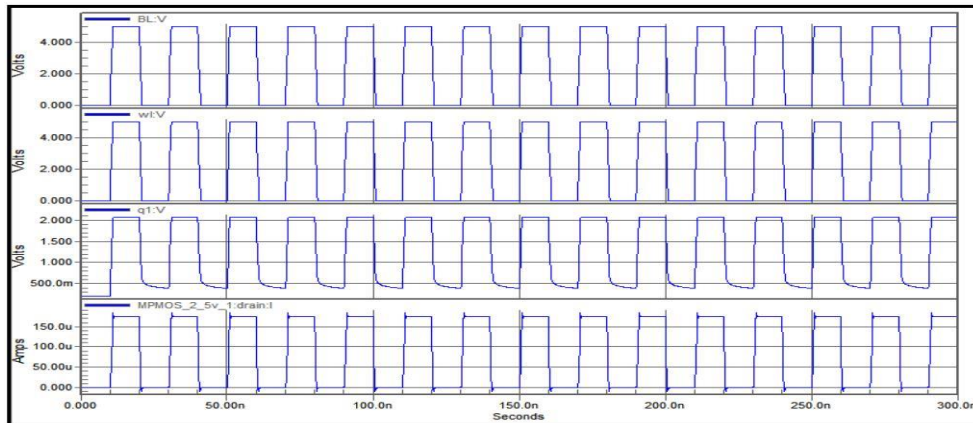 BL:V
Volts
4.000
2.000
0.000
wl:V
Volts
4.000
2.000
0.000
q1:V
Volts
2.000
1.500
1.000
500.0m
MPMOS_2_5v_1:drain:I
Amps
150.0u
100.0u
50.00u
0.000
0.000 50.00n 100.0n 150.0n 200.0n 250.0n 300.0n
Seconds